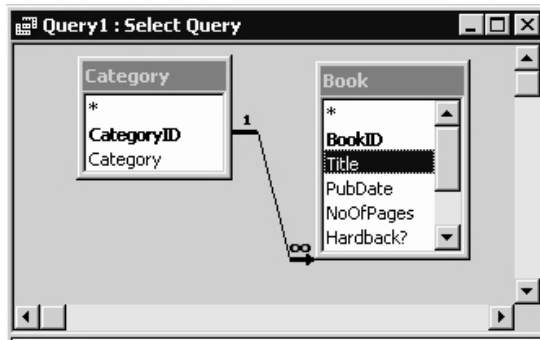 Query1 : Select Query
Category
*
CategoryID
Category
1
∞
Book
*
BookID
Title
PubDate
NoOfPages
Hardback?